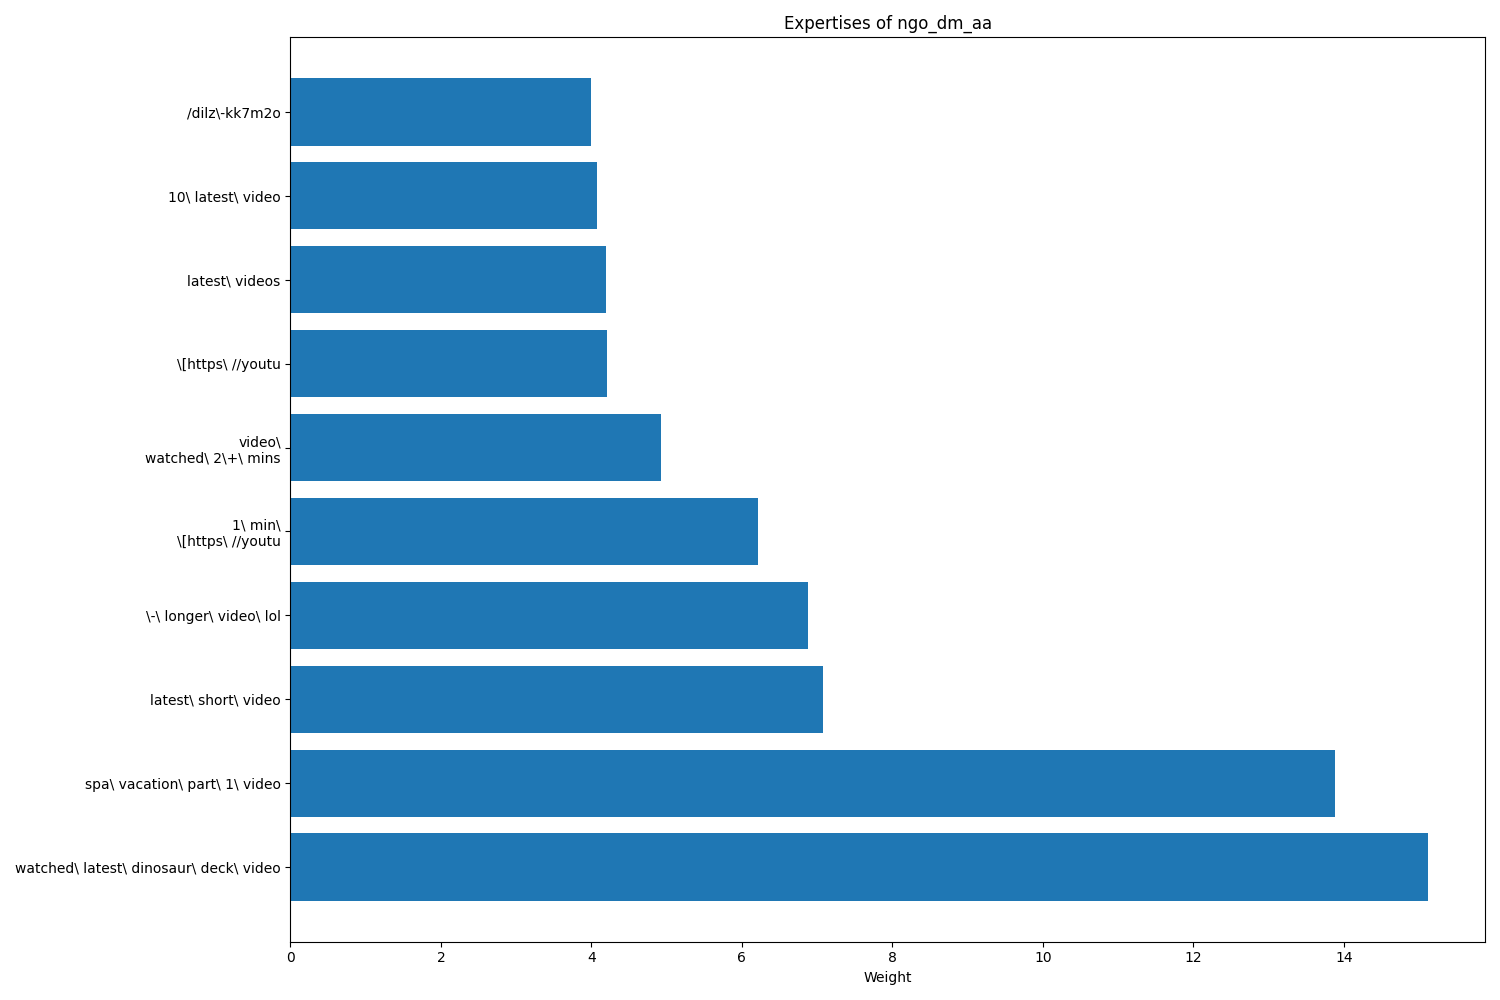 Expertises of ngo_dm_aa
/dilz\-kk7m2o
10\ latest\ video
latest\ videos
\[https\ //youtu
video\
watched\ 2\+\ mins
1\ min\
\[https\ //youtu
\-\ longer\ video\ lol
latest\ short\ video
spa\ vacation\ part\ 1\ video
watched\ latest\ dinosaur\ deck\ video
0 2 4 6 8 10 12 14
Weight